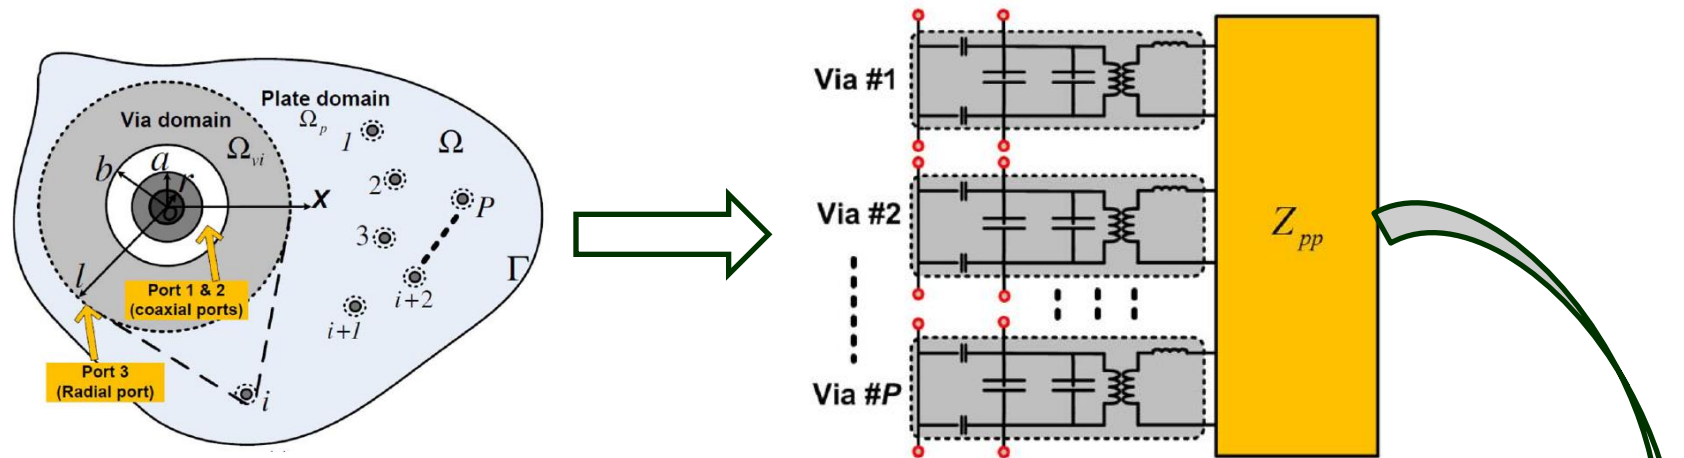 Plate domain
Ω_p
Via domain
Ω_vi
Ω
1
b
a
r
o
X
2
P
3
l
Γ
Port 1 & 2
(coaxial ports)
i+2
i+1
Port 3
(Radial port)
i
Via #1
Via #2
Via #P
Z_pp